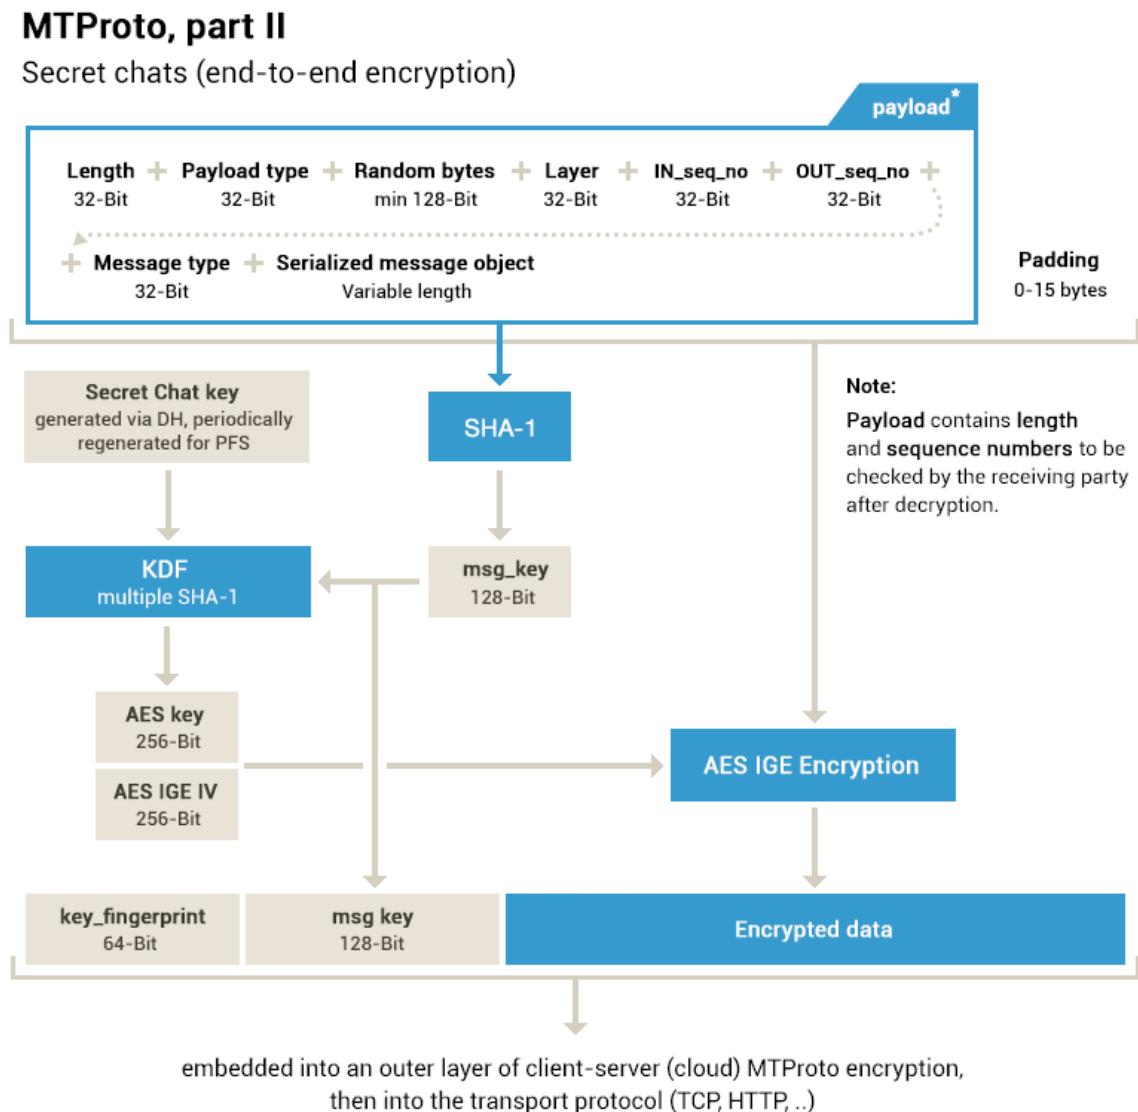 MTProto, part II
Secret chats (end-to-end encryption)
payload*
Length + Payload type + Random bytes + Layer + IN_seq_no + OUT_seq_no +
32-Bit 32-Bit min 128-Bit 32-Bit 32-Bit 32-Bit
+ Message type + Serialized message object
32-Bit Variable length
Padding
0-15 bytes
Secret Chat key
generated via DH, periodically
regenerated for PFS
SHA-1
Note:
Payload contains length
and sequence numbers to be
checked by the receiving party
after decryption.
KDF
multiple SHA-1
msg_key
128-Bit
AES key
256-Bit
AES IGE IV
256-Bit
AES IGE Encryption
key_fingerprint
64-Bit
msg key
128-Bit
Encrypted data
embedded into an outer layer of client-server (cloud) MTProto encryption,
then into the transport protocol (TCP, HTTP, ..)